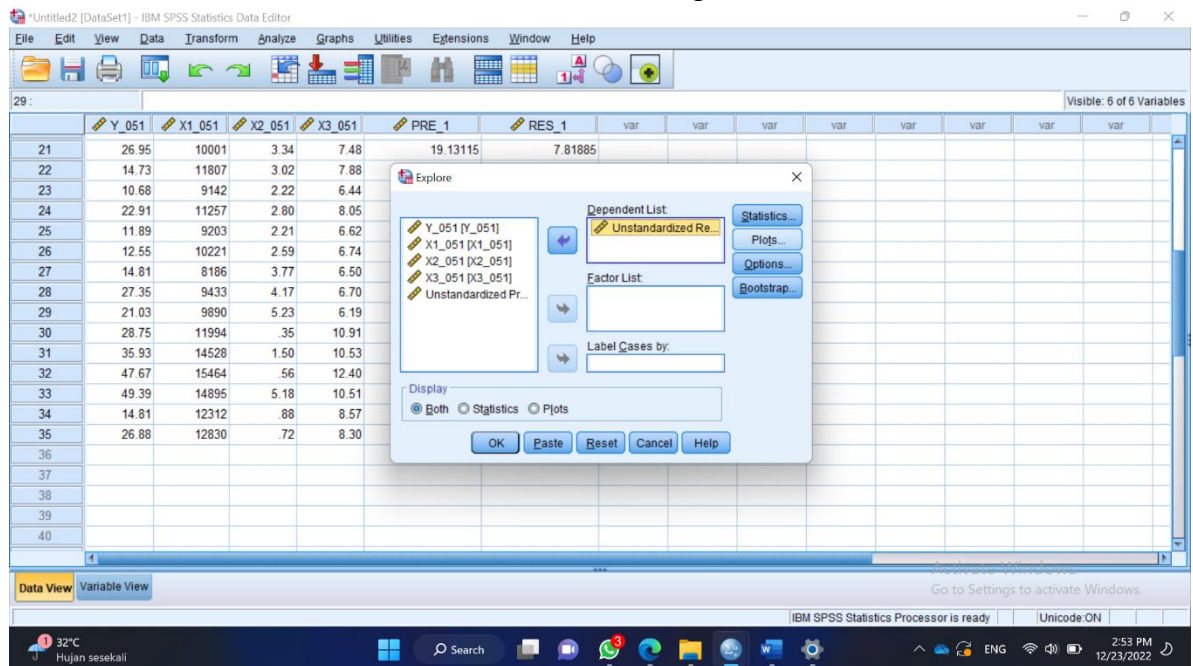 *Untitled2 [DataSet1] - IBM SPSS Statistics Data Editor
File Edit View Data Transform Analyze Graphs Utilities Extensions Window Help
29 :
Visible: 6 of 6 Variables
Y_051 X1_051 X2_051 X3_051 PRE_1 RES_1 var var var var var var var var
21 26.95 10001 3.34 7.48 19.13115 7.81885
22 14.73 11807 3.02 7.88
23 10.68 9142 2.22 6.44
24 22.91 11257 2.80 8.05
25 11.89 9203 2.21 6.62
26 12.55 10221 2.59 6.74
27 14.81 8186 3.77 6.50
28 27.35 9433 4.17 6.70
29 21.03 9890 5.23 6.19
30 28.75 11994 .35 10.91
31 35.93 14528 1.50 10.53
32 47.67 15464 .56 12.40
33 49.39 14895 5.18 10.51
34 14.81 12312 .88 8.57
35 26.88 12830 .72 8.30
36
37
38
39
40
Explore
Y_051 [Y_051]
X1_051 [X1_051]
X2_051 [X2_051]
X3_051 [X3_051]
Unstandardized Pr...
Dependent List:
Unstandardized Re...
Factor List:
Label Cases by:
Statistics...
Plots...
Options...
Bootstrap...
Display
Both Statistics Plots
OK Paste Reset Cancel Help
Activate Windows
Go to Settings to activate Windows.
Data View Variable View
IBM SPSS Statistics Processor is ready Unicode:ON
1
32°C
Hujan sesekali
Search
3
ENG
2:53 PM
12/23/2022